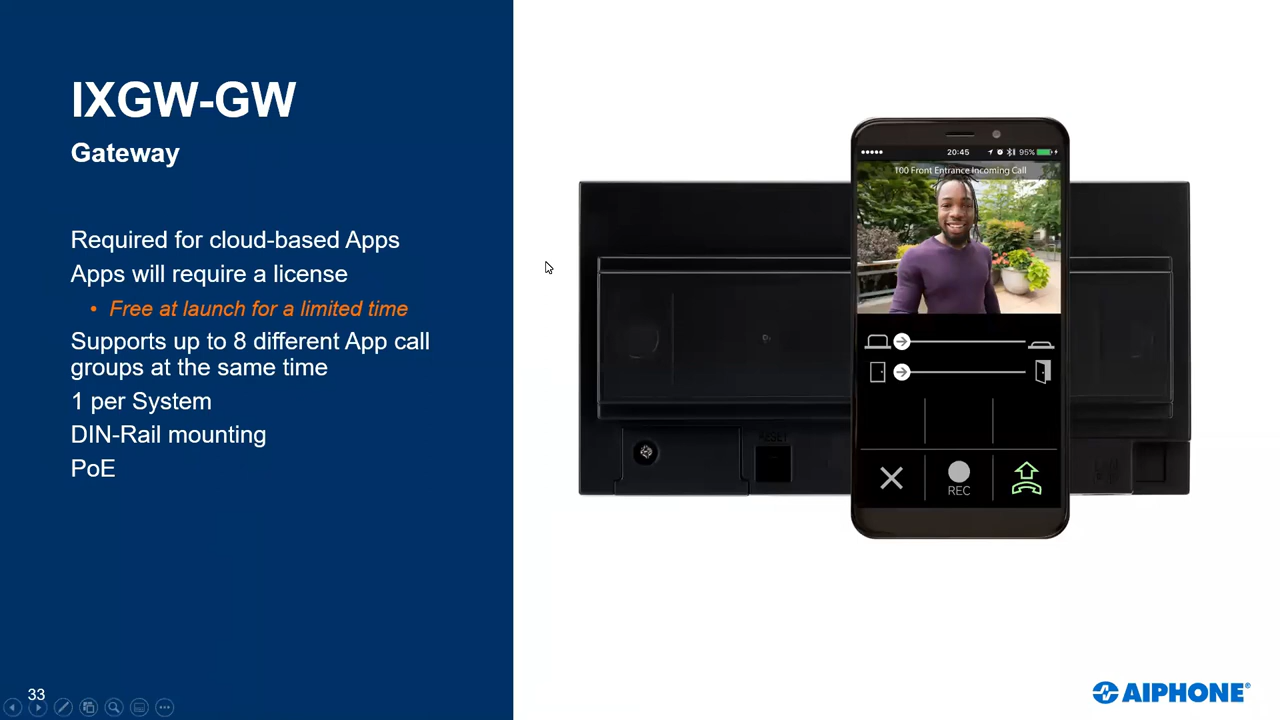 IXGW-GW
Gateway
Required for cloud-based Apps
Apps will require a license
• Free at launch for a limited time
Supports up to 8 different App call
groups at the same time
1 per System
DIN-Rail mounting
PoE
33
20:45
95%
100 Front Entrance Incoming Call
RESET
REC
AIPHONE®